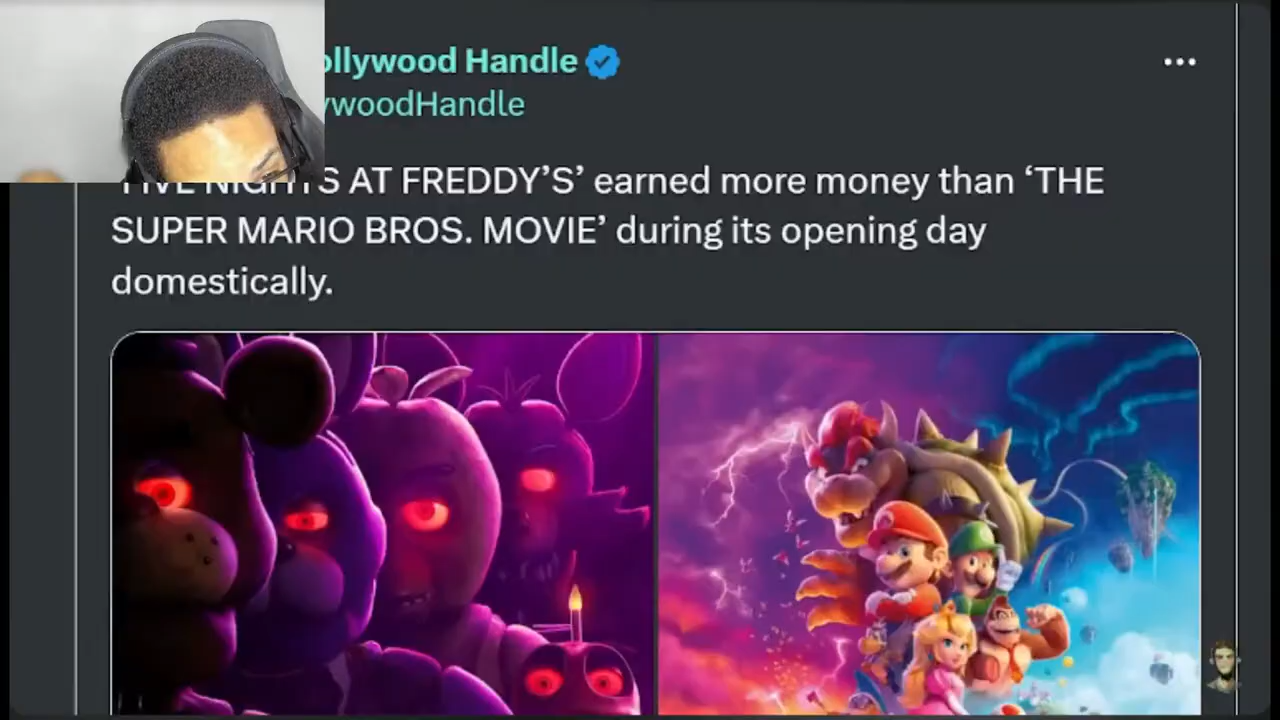 ollywood Handle
ywoodHandle
S AT FREDDY’S’ earned more money than ‘THE
SUPER MARIO BROS. MOVIE’ during its opening day
domestically.